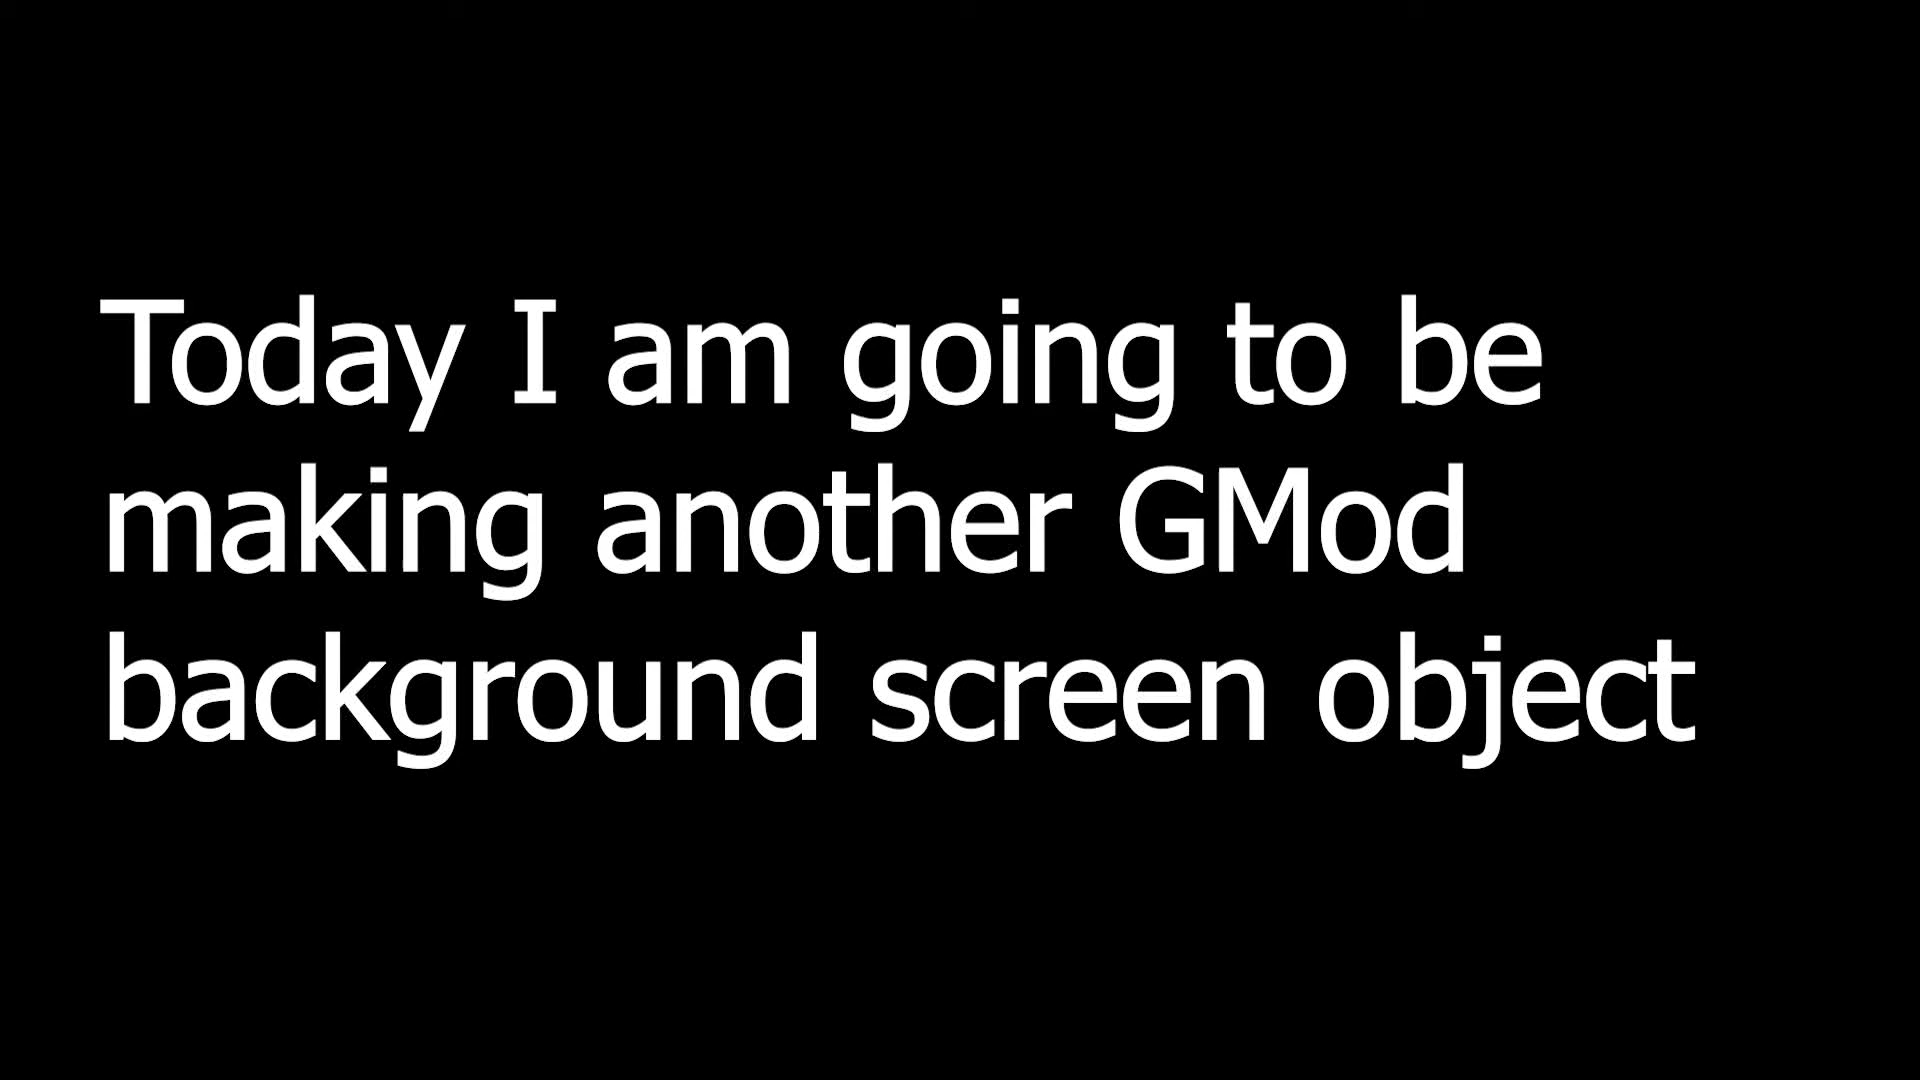 Today I am going to be
making another GMod
background screen object